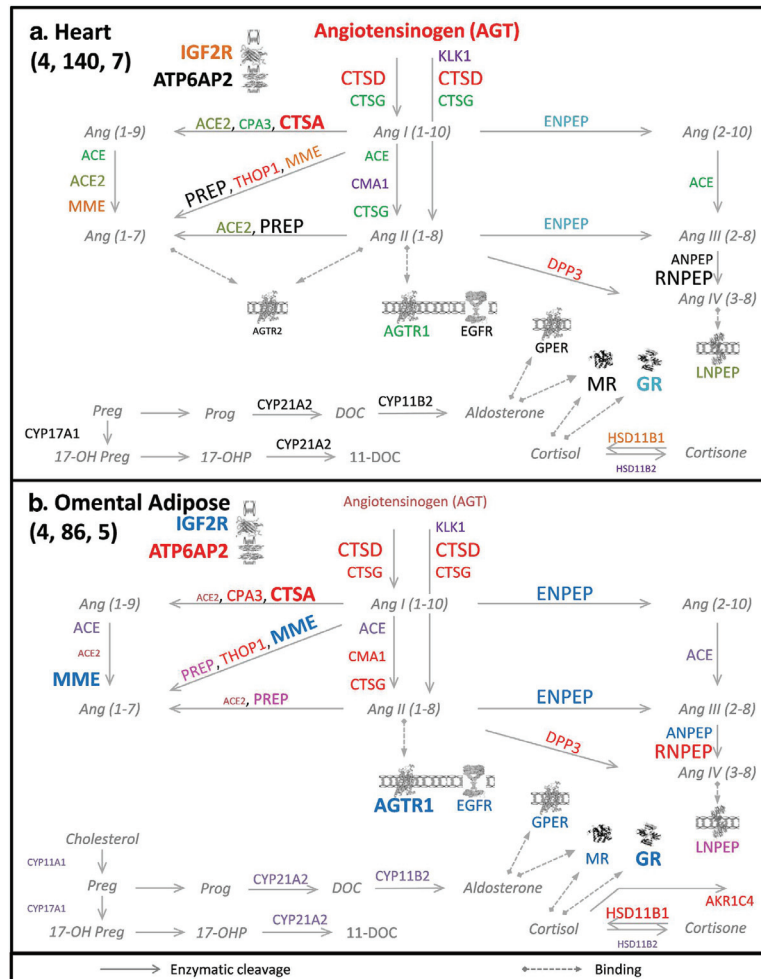 a. Heart
(4, 140, 7)
IGF2R
ATP6AP2
Angiotensinogen (AGT)
KLK1
CTSD CTSD
CTSG CTSG
Ang (1-9) ACE2, CPA3, CTSA Ang I (1-10) ENPEP Ang (2-10)
ACE ACE
ACE2 PREP, THOP1, MME CMA1 ACE
MME CTSG
Ang (1-7) ACE2, PREP Ang II (1-8) ENPEP Ang III (2-8)
DPP3 ANPEP
RNPEP
Ang IV (3-8)
AGTR2 AGTR1 EGFR GPER
MR GR LNPEP
Preg Prog CYP21A2 DOC CYP11B2 Aldosterone
CYP17A1
17-OH Preg 17-OHP CYP21A2 11-DOC Cortisol HSD11B1 Cortisone
HSD11B2
b. Omental Adipose
(4, 86, 5)
IGF2R
ATP6AP2
Angiotensinogen (AGT)
KLK1
CTSD CTSD
CTSG CTSG
Ang (1-9) ACE2, CPA3, CTSA Ang I (1-10) ENPEP Ang (2-10)
ACE ACE
ACE2 PREP, THOP1, MME CMA1 ACE
MME CTSG
Ang (1-7) ACE2, PREP Ang II (1-8) ENPEP Ang III (2-8)
DPP3 ANPEP
RNPEP
Ang IV (3-8)
AGTR1 EGFR GPER
MR GR LNPEP
Cholesterol
CYP11A1
Preg Prog CYP21A2 DOC CYP11B2 Aldosterone
CYP17A1 AKR1C4
17-OH Preg 17-OHP CYP21A2 11-DOC Cortisol HSD11B1 Cortisone
HSD11B2
Enzymatic cleavage Binding